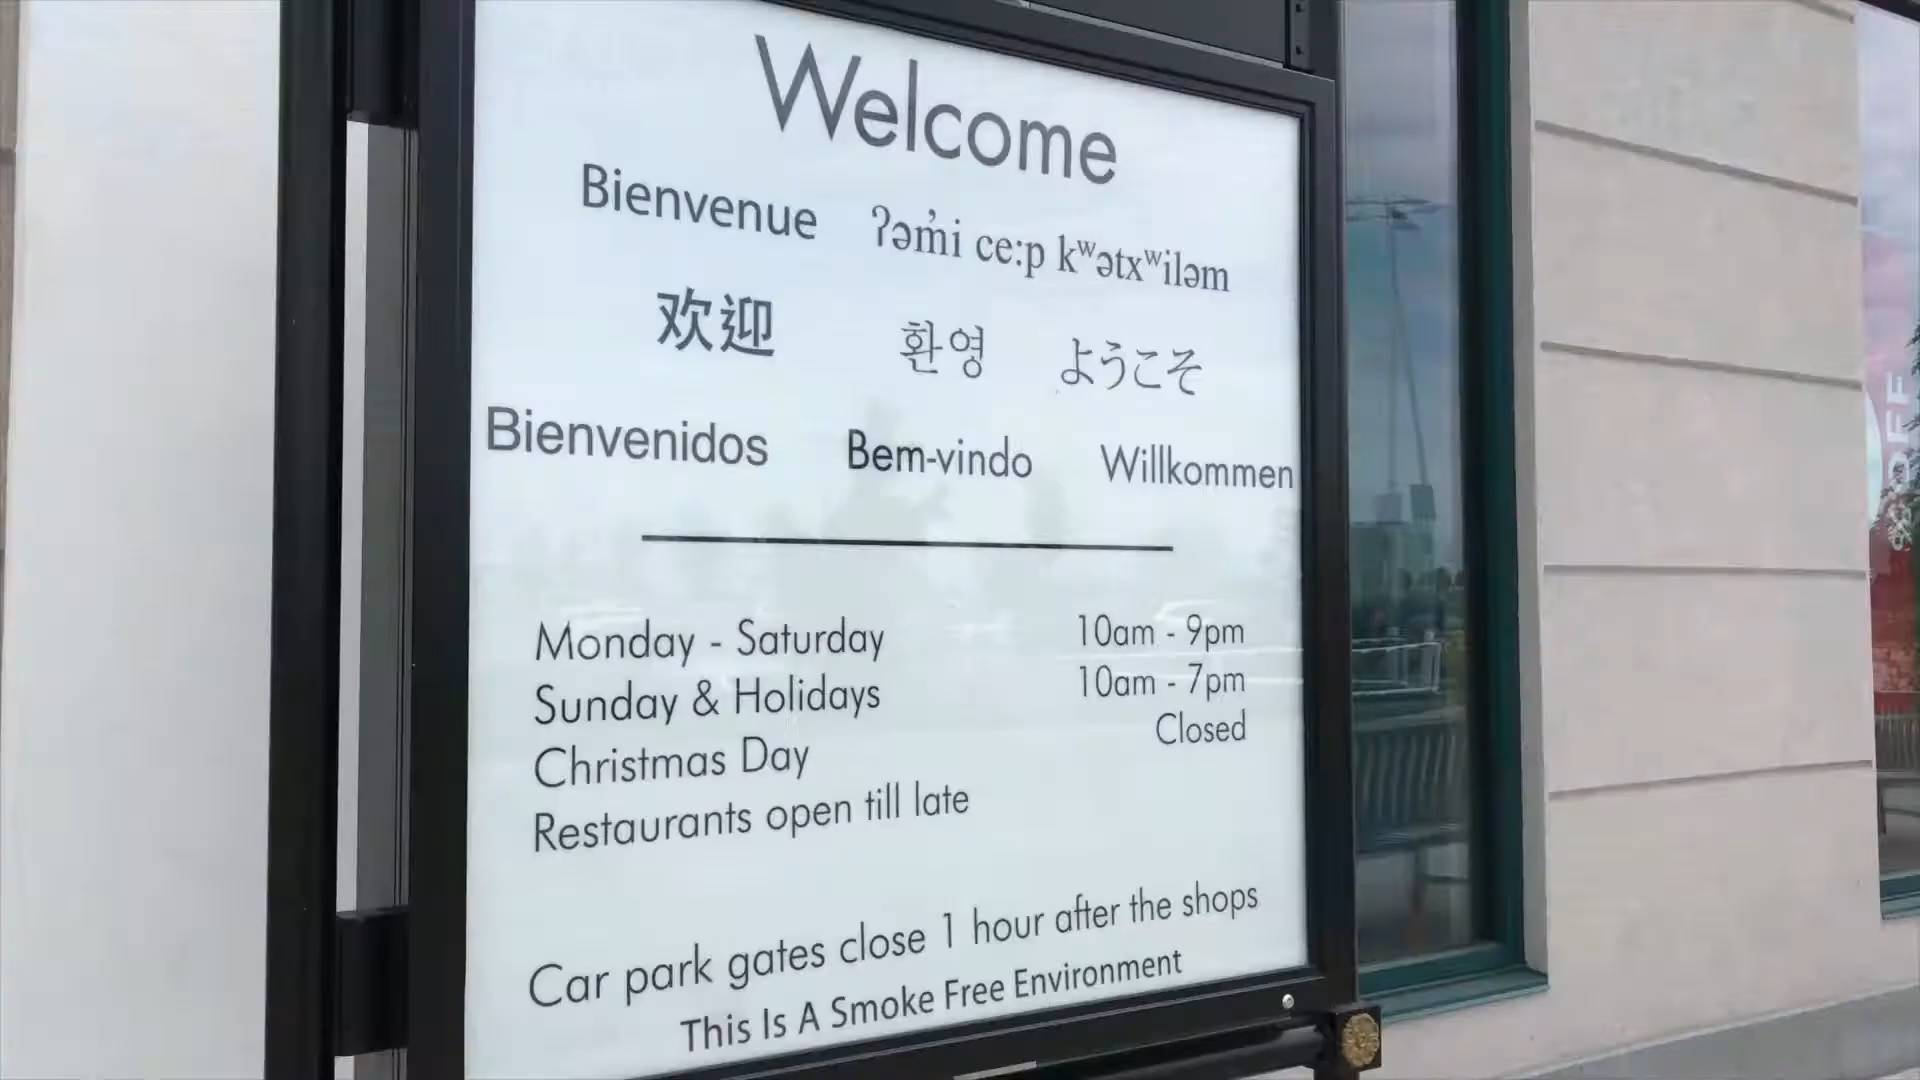 Welcome
Bienvenue ʔəm̓i ce:p kʷətxʷiləm
欢迎 환영 ようこそ
Bienvenidos Bem-vindo Willkommen
Monday - Saturday 10am - 9pm
Sunday & Holidays 10am - 7pm
Christmas Day Closed
Restaurants open till late
Car park gates close 1 hour after the shops
This Is A Smoke Free Environment